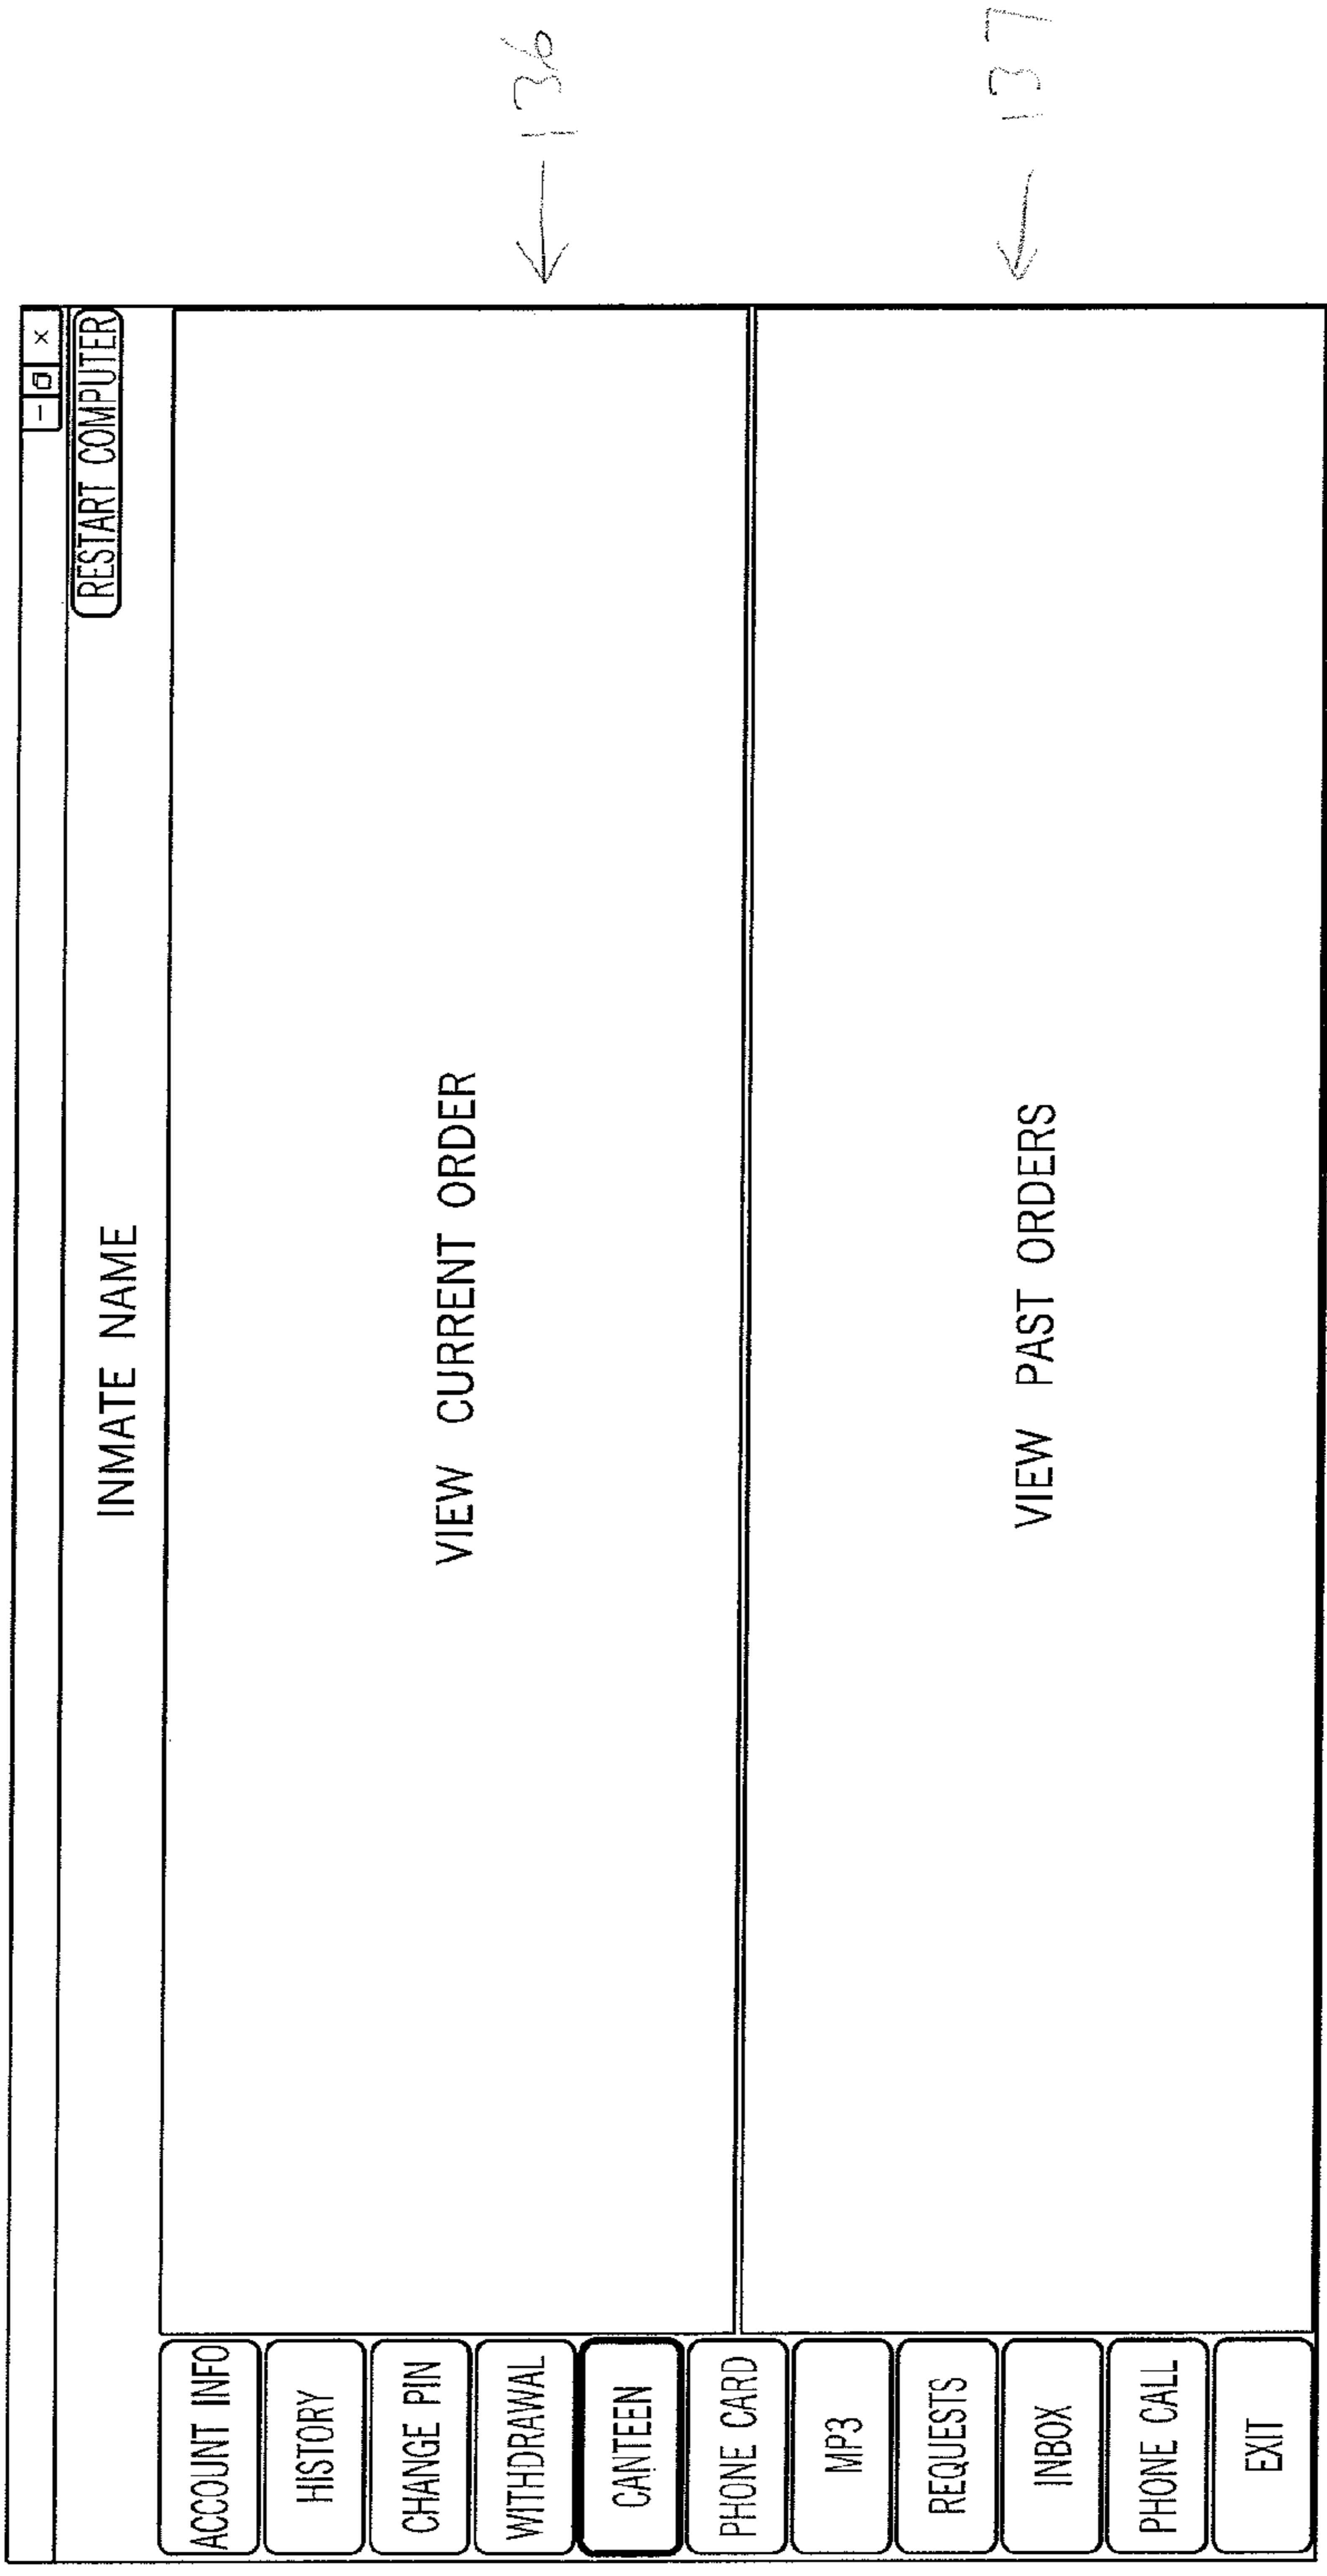 - ❐ ×
RESTART COMPUTER
INMATE NAME
ACCOUNT INFO
HISTORY
CHANGE PIN
WITHDRAWAL
CANTEEN
PHONE CARD
MP3
REQUESTS
INBOX
PHONE CALL
EXIT
VIEW CURRENT ORDER
136
VIEW PAST ORDERS
137